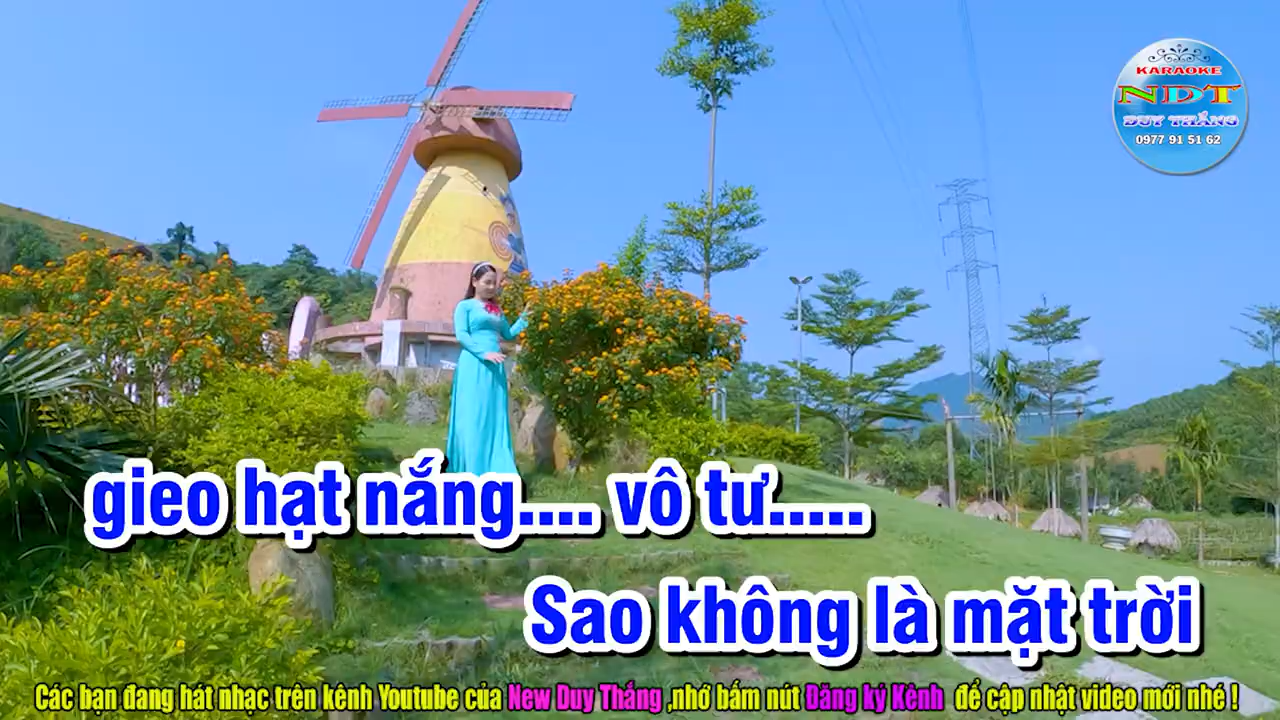 KARAOKE
NDT
DUY THẮNG
0977 91 51 62
gieo hạt nắng.... vô tư.....
Sao không là mặt trời
Các bạn đang hát nhạc trên kênh Youtube của New Duy Thắng ,nhớ bấm nút Đăng ký Kênh để cập nhật video mới nhé !